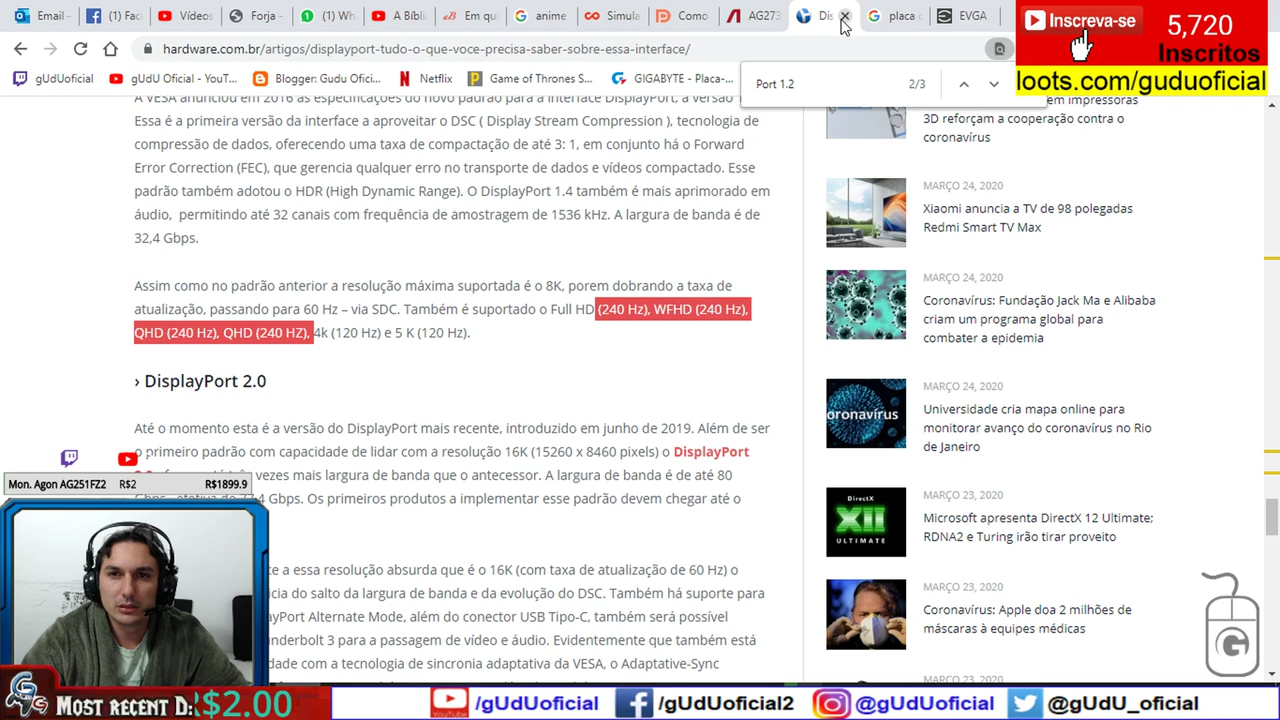 Email -
Fac
Vídeos
Forja -
(1) Wh
A Bíbli
Em que
anime
Simula
Como
AG273
Dis
placa
EVGA
hardware.com.br/artigos/displayport-tudo-o-que-voce-precisa-saber-sobre-essa-interface/
gUdUoficial
gUdU Oficial - YouT...
Blogger: Gudu Ofici...
Netflix
Game of Thrones S...
GIGABYTE - Placa-...
Port 1.2
2/3
Inscreva-se
5,720
Inscritos
loots.com/guduoficial
A VESA anunciou em 2016 as especificações do novo padrão para a interface DisplayPort, a versão 1
Essa é a primeira versão da interface ao aproveitar o DSC ( Display Stream Compression ), tecnologia de
compressão de dados, oferecendo uma taxa de compactação de até 3: 1, em conjunto há o Forward
Error Correction (FEC), que gerencia qualquer erro no transporte de dados e vídeos compactado. Esse
padrão também adotou o HDR (High Dynamic Range). O DisplayPort 1.4 também é mais aprimorado em
áudio, permitindo até 32 canais com frequência de amostragem de 1536 kHz. A largura de banda é de
32,4 Gbps.
Assim como no padrão anterior a resolução máxima suportada é o 8K, porem dobrando a taxa de
atualização, passando para 60 Hz – via SDC. Também é suportado o Full HD (240 Hz), WFHD (240 Hz),
QHD (240 Hz), QHD (240 HZ), 4k (120 Hz) e 5 K (120 Hz).
› DisplayPort 2.0
Até o momento esta é a versão do DisplayPort mais recente, introduzido em junho de 2019. Além de ser
o primeiro padrão com capacidade de lidar com a resolução 16K (15260 x 8460 pixels) o DisplayPort
vezes mais largura de banda que o antecessor. A largura de banda é de até 80
Gbps, efetiva de 77,4 Gbps. Os primeiros produtos a implementar esse padrão devem chegar até o
e a essa resolução absurda que é o 16K (com taxa de atualização de 60 Hz) o
salto da largura de banda e da evolução do DSC. Também há suporte para
Port Alternate Mode, além do conector USB Tipo-C, também será possível
underbolt 3 para a passagem de vídeo e áudio. Evidentemente que também está
dade com a tecnologia de sincronia adaptativa da VESA, o Adaptative-Sync
em impressoras
3D reforçam a cooperação contra o
coronavírus
MARÇO 24, 2020
Xiaomi anuncia a TV de 98 polegadas
Redmi Smart TV Max
MARÇO 24, 2020
Coronavírus: Fundação Jack Ma e Alibaba
criam um programa global para
combater a epidemia
MARÇO 24, 2020
oronavírus
Universidade cria mapa online para
monitorar avanço do coronavírus no Rio
de Janeiro
MARÇO 23, 2020
DirectX
XII
ULTIMATE
Microsoft apresenta DirectX 12 Ultimate;
RDNA2 e Turing irão tirar proveito
MARÇO 23, 2020
Coronavírus: Apple doa 2 milhões de
máscaras à equipes médicas
MARÇO 23, 2020
Mon. Agon AG251FZ2 R$2 R$1899.9
G
Most recent D:
R$2.00
/gUdUoficial
/gUdUoficial2
@gUdUoficial
@gUdU_oficial